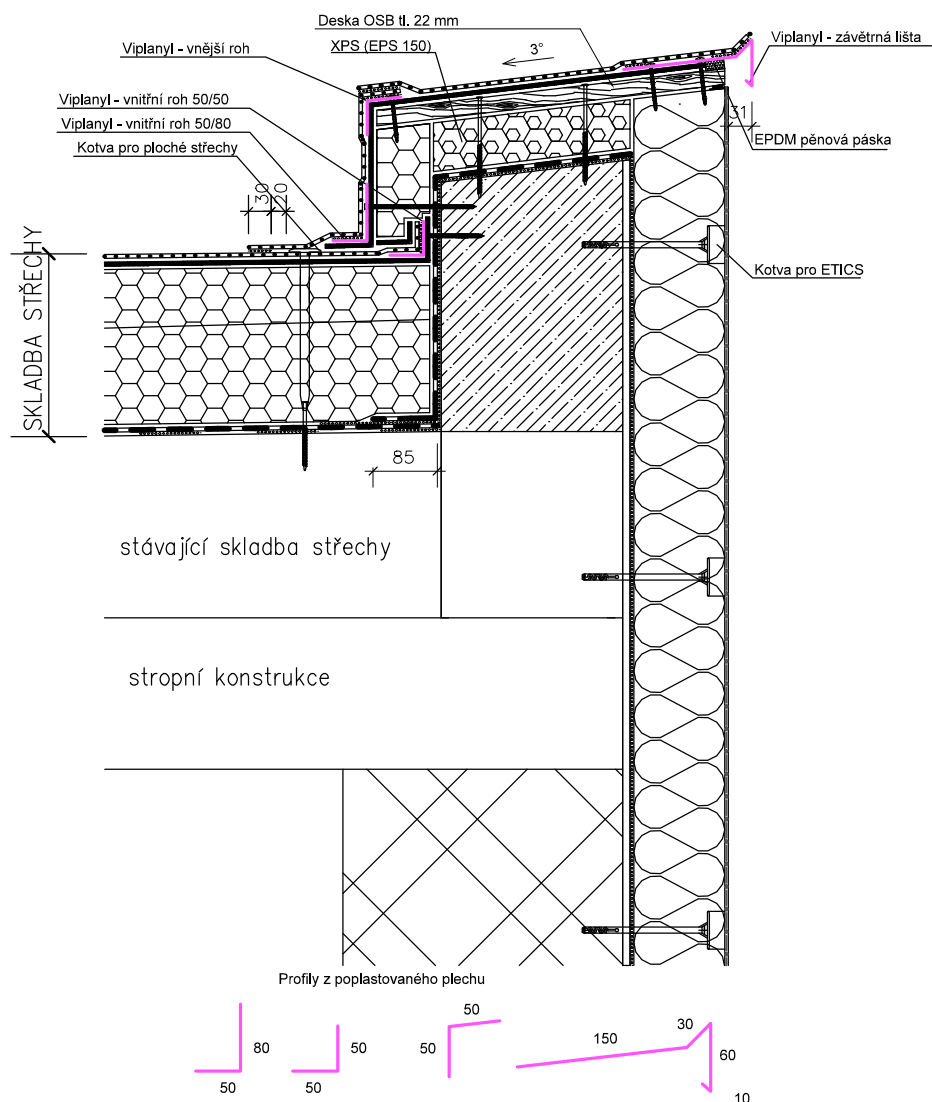 Deska OSB tl. 22 mm
Viplanyl - vnější roh
XPS (EPS 150)
3°
Viplanyl - závětrná lišta
Viplanyl - vnitřní roh 50/50
Viplanyl - vnitřní roh 50/80
Kotva pro ploché střechy
31
EPDM pěnová páska
30
20
Kotva pro ETICS
SKLADBA STŘECHY
85
stávající skladba střechy
stropní konstrukce
Profily z poplastovaného plechu
80
50
50
50
50
50
150
30
60
10